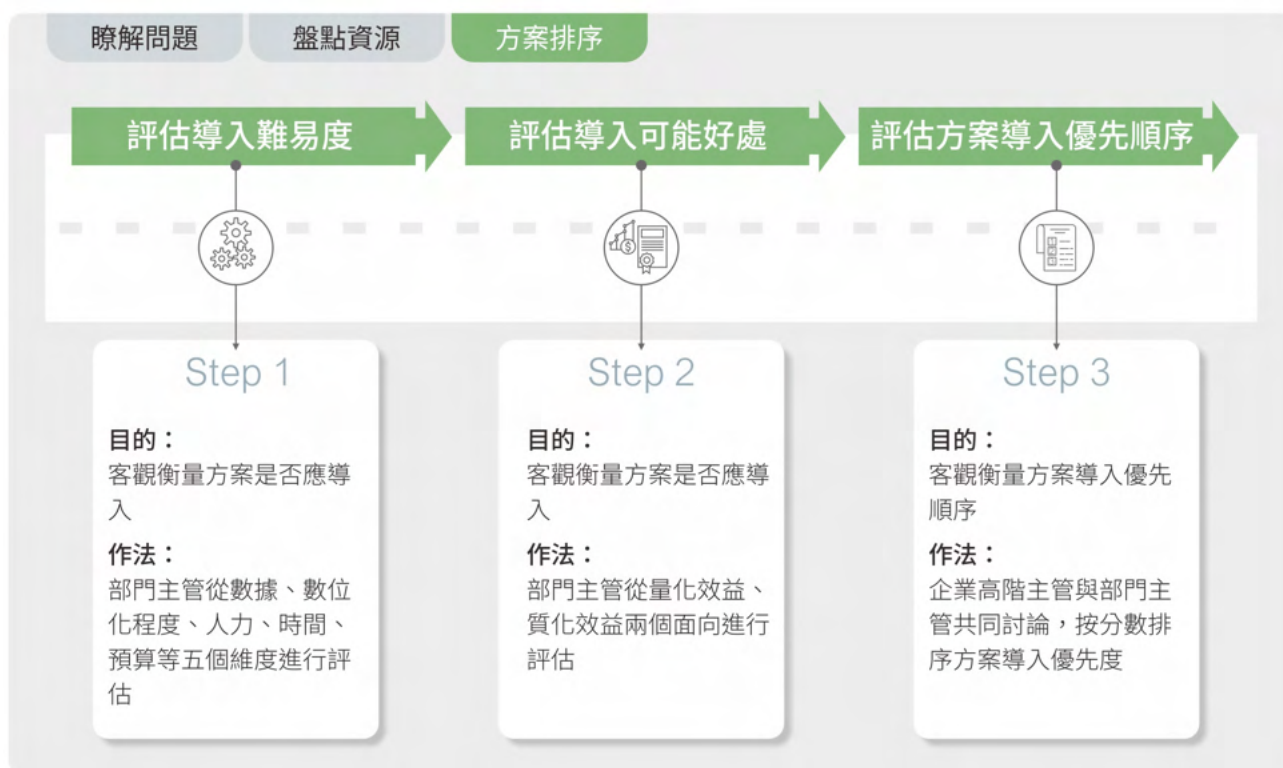 瞭解問題
盤點資源
方案排序
評估導入難易度
評估導入可能好處
評估方案導入優先順序
Step 1
目的：
客觀衡量方案是否應導
入
作法：
部門主管從數據、數位
化程度、人力、時間、
預算等五個維度進行評
估
Step 2
目的：
客觀衡量方案是否應導
入
作法：
部門主管從量化效益、
質化效益兩個面向進行
評估
Step 3
目的：
客觀衡量方案導入優先
順序
作法：
企業高階主管與部門主
管共同討論，按分數排
序方案導入優先度